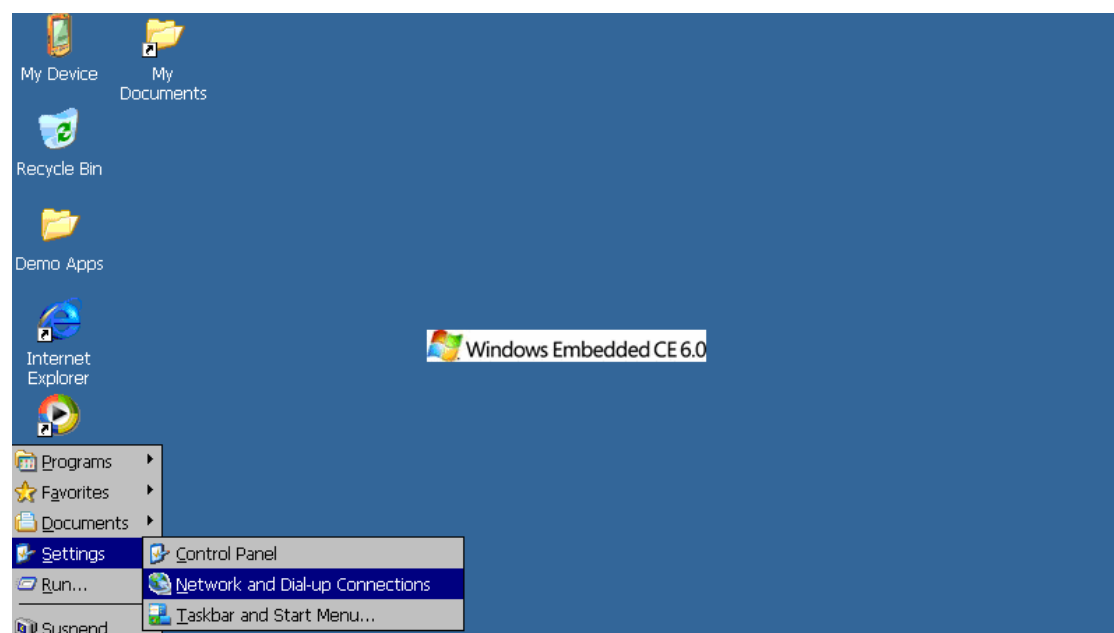 My Device
My
Documents
Recycle Bin
Demo Apps
Internet
Explorer
Windows Embedded CE 6.0
Programs
Favorites
Documents
Settings
Control Panel
Run...
Network and Dial-up Connections
Suspend
Taskbar and Start Menu...